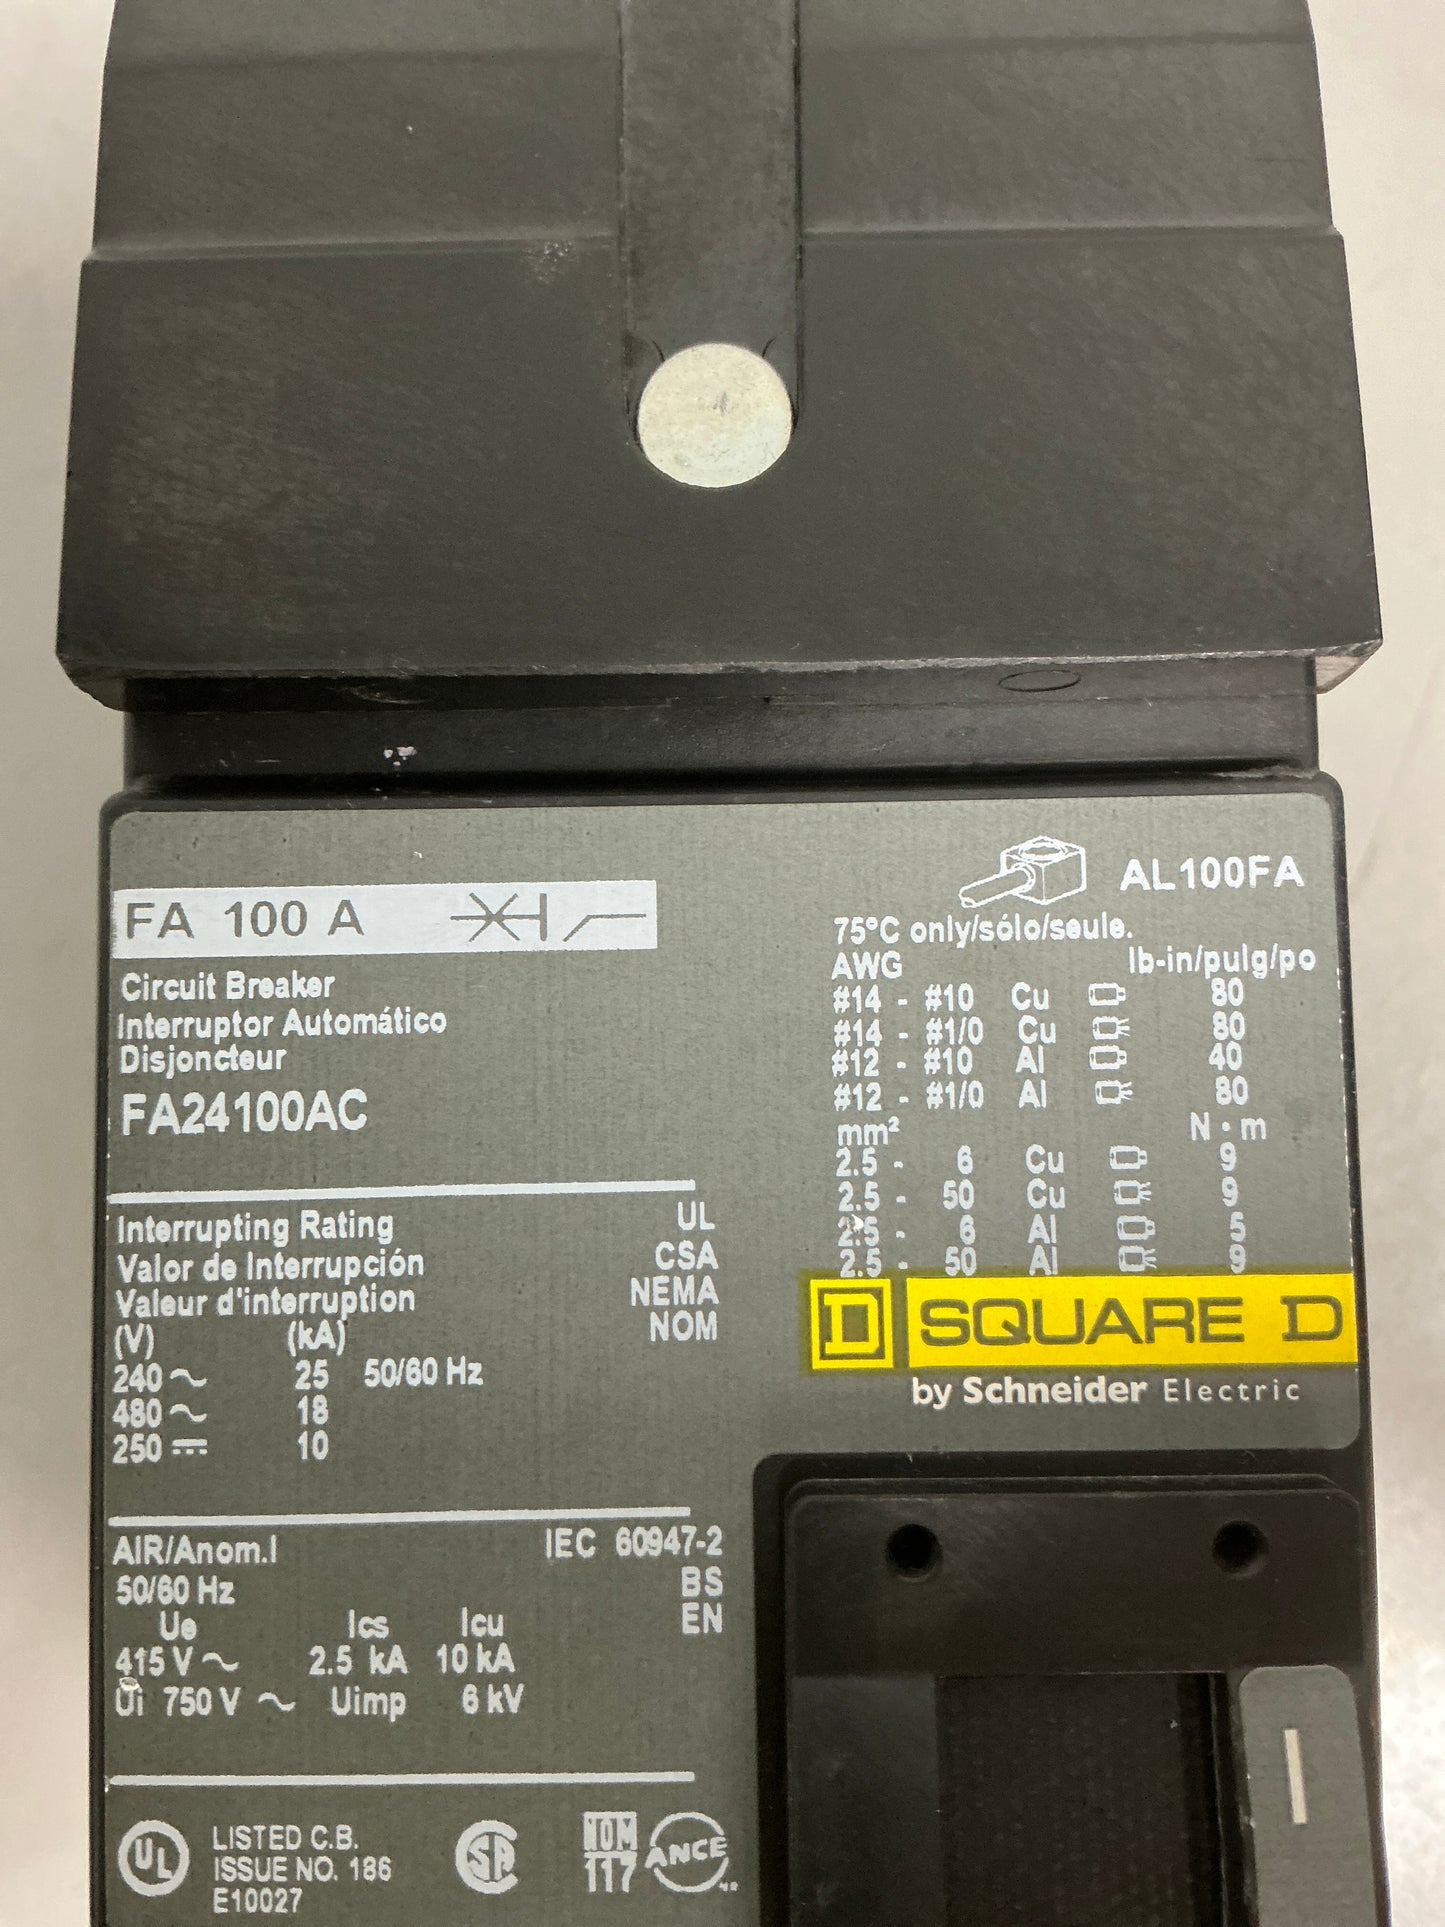 FA 100 A
Circuit Breaker
Interruptor Automático
Disjoncteur
FA24100AC
Interrupting Rating UL
Valor de Interrupción CSA
Valeur d'interruption NEMA
(V) (kA) NOM
240 ~ 25 50/60 Hz
480 ~ 18
250 ⎓ 10
AIR/Anom.I IEC 60947-2
50/60 Hz BS
Ue Ics Icu EN
415 V ~ 2.5 kA 10 kA
Ui 750 V ~ Uimp 6 kV
UL LISTED C.B.
ISSUE NO. 186
E10027
SA
NOM
117
ANCE
AL100FA
75°C only/sólo/seule.
AWG lb-in/pulg/po
#14 - #10 Cu 80
#14 - #1/0 Cu 80
#12 - #10 Al 40
#12 - #1/0 Al 80
mm² N·m
2.5 - 6 Cu 9
2.5 - 50 Cu 9
2.5 - 6 Al 5
2.5 - 50 Al 9
D SQUARE D
by Schneider Electric
I